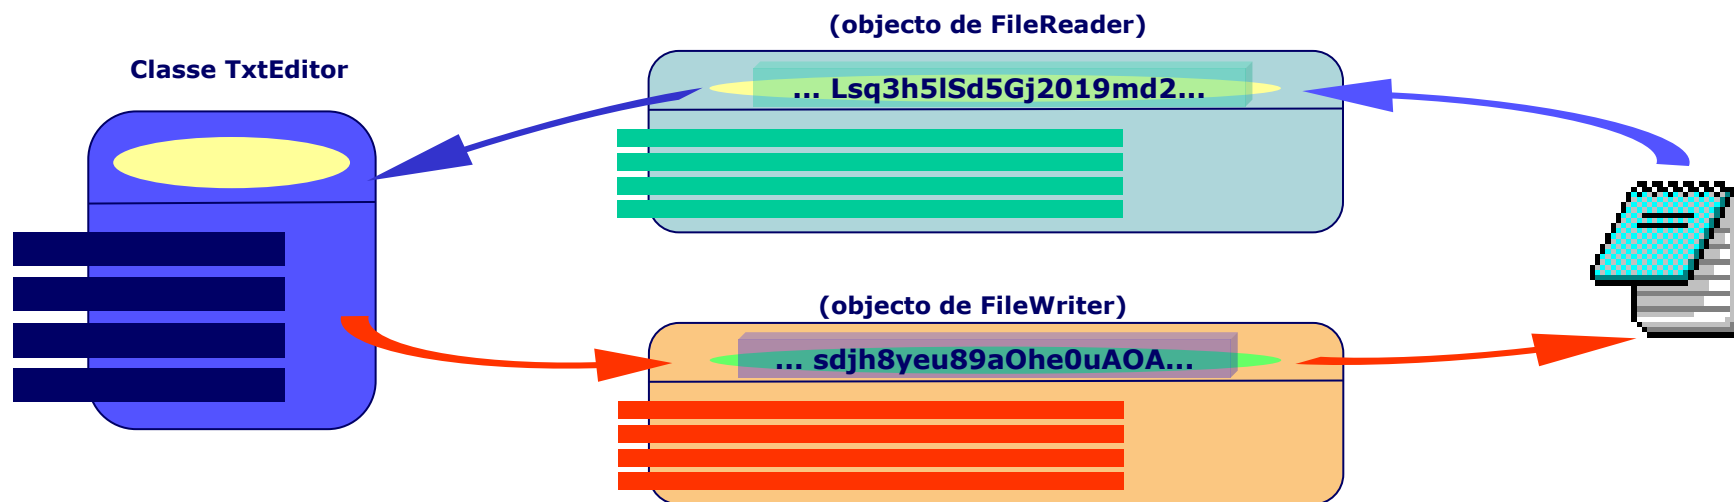 (objecto de FileReader)
Classe TxtEditor
... Lsq3h5lSd5Gj2019md2...
(objecto de FileWriter)
... sdjh8yeu89aOhe0uAOA...